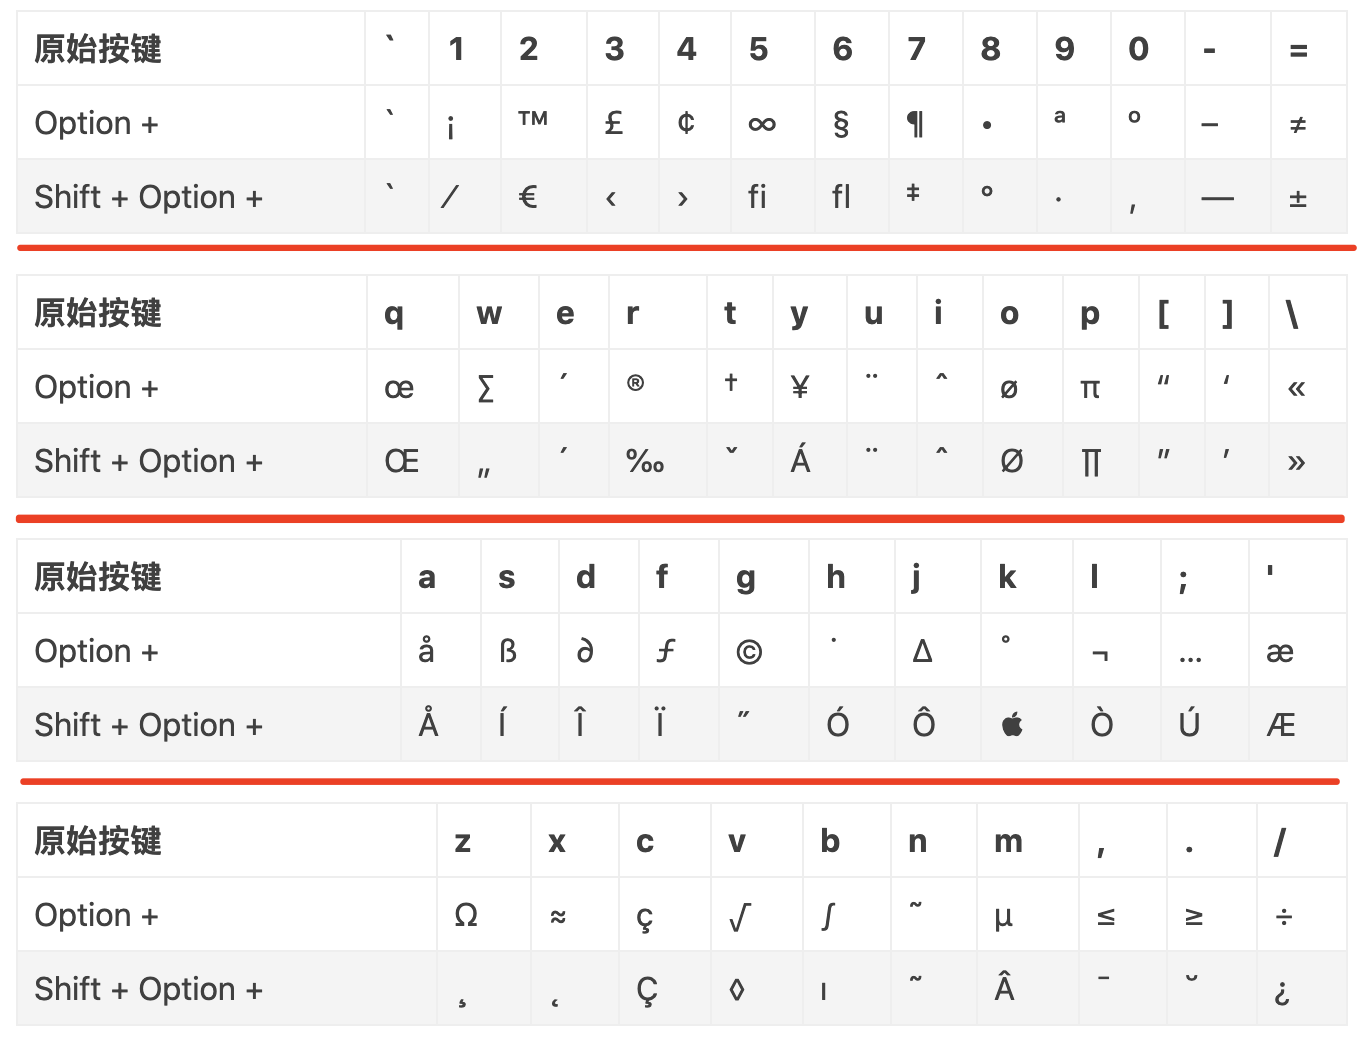 原始按键 ` 1 2 3 4 5 6 7 8 9 0 - =
Option + ` ¡ ™ £ ¢ ∞ § ¶ • ª º – ≠
Shift + Option + ` ⁄ € ‹ › ﬁ ﬂ ‡ ° · ‚ — ±
原始按键 q w e r t y u i o p [ ] \
Option + œ ∑ ´ ® † ¥ ¨ ˆ ø π “ ‘ «
Shift + Option + Œ „ ´ ‰ ˇ Á ¨ ˆ Ø ∏ ” ’ »
原始按键 a s d f g h j k l ; '
Option + å ß ∂ ƒ © ˙ ∆ ˚ ¬ … æ
Shift + Option + Å Í Î Ï ˝ Ó Ô  Ò Ú Æ
原始按键 z x c v b n m , . /
Option + Ω ≈ ç √ ∫ ˜ µ ≤ ≥ ÷
Shift + Option + ¸ ˛ Ç ◊ ı ˜ Â ¯ ˘ ¿